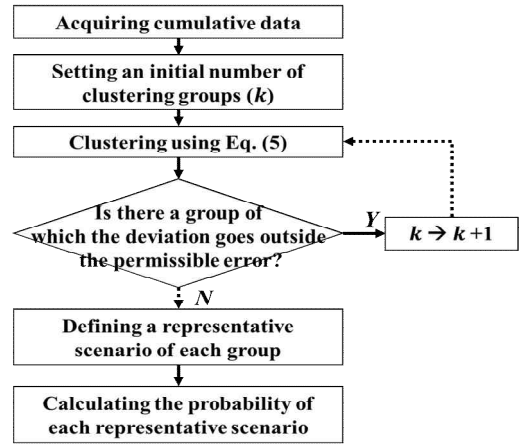 Acquiring cumulative data
Setting an initial number of
clustering groups (k)
Clustering using Eq. (5)
Is there a group of
which the deviation goes outside
the permissible error?
Y
k → k +1
N
Defining a representative
scenario of each group
Calculating the probability of
each representative scenario